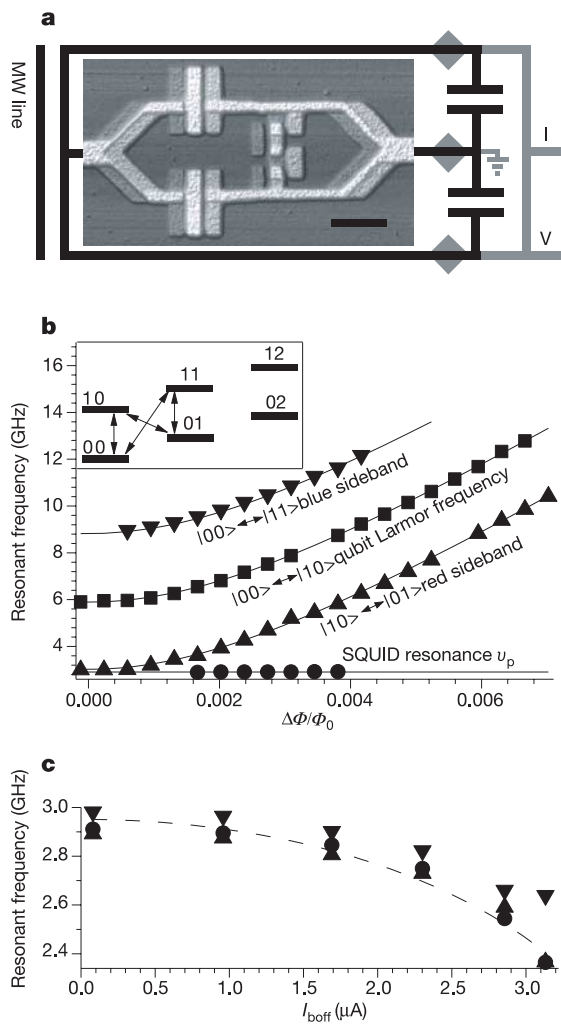 a
MW line
I
V
b
Resonant frequency (GHz)
16
14
12
10
8
6
4
10
00
11
01
12
02
|00> |11> blue sideband
|00> |10> qubit Larmor frequency
|10> |01> red sideband
SQUID resonance υp
0.000
0.002
0.004
0.006
ΔΦ/Φ0
c
Resonant frequency (GHz)
3.0
2.8
2.6
2.4
0.0
0.5
1.0
1.5
2.0
2.5
3.0
Iboff (μA)